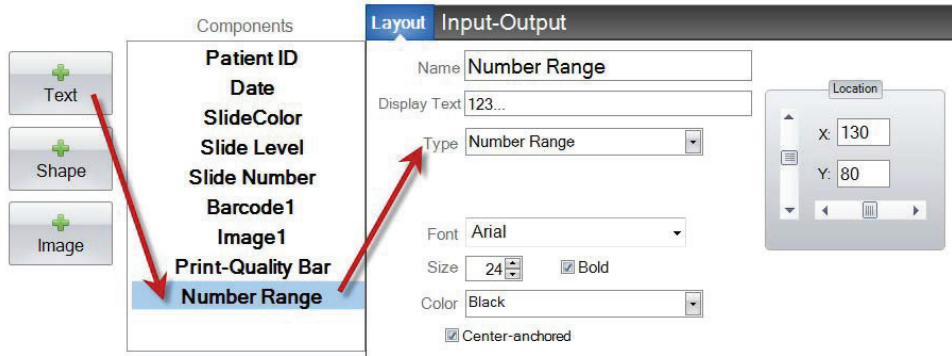 Text
Shape
Image
Components
Patient ID
Date
SlideColor
Slide Level
Slide Number
Barcode1
Image1
Print-Quality Bar
Number Range
Layout
Input-Output
Name Number Range
Display Text 123...
Type Number Range
Font Arial
Size 24 Bold
Color Black
Center-anchored
Location
X: 130
Y: 80